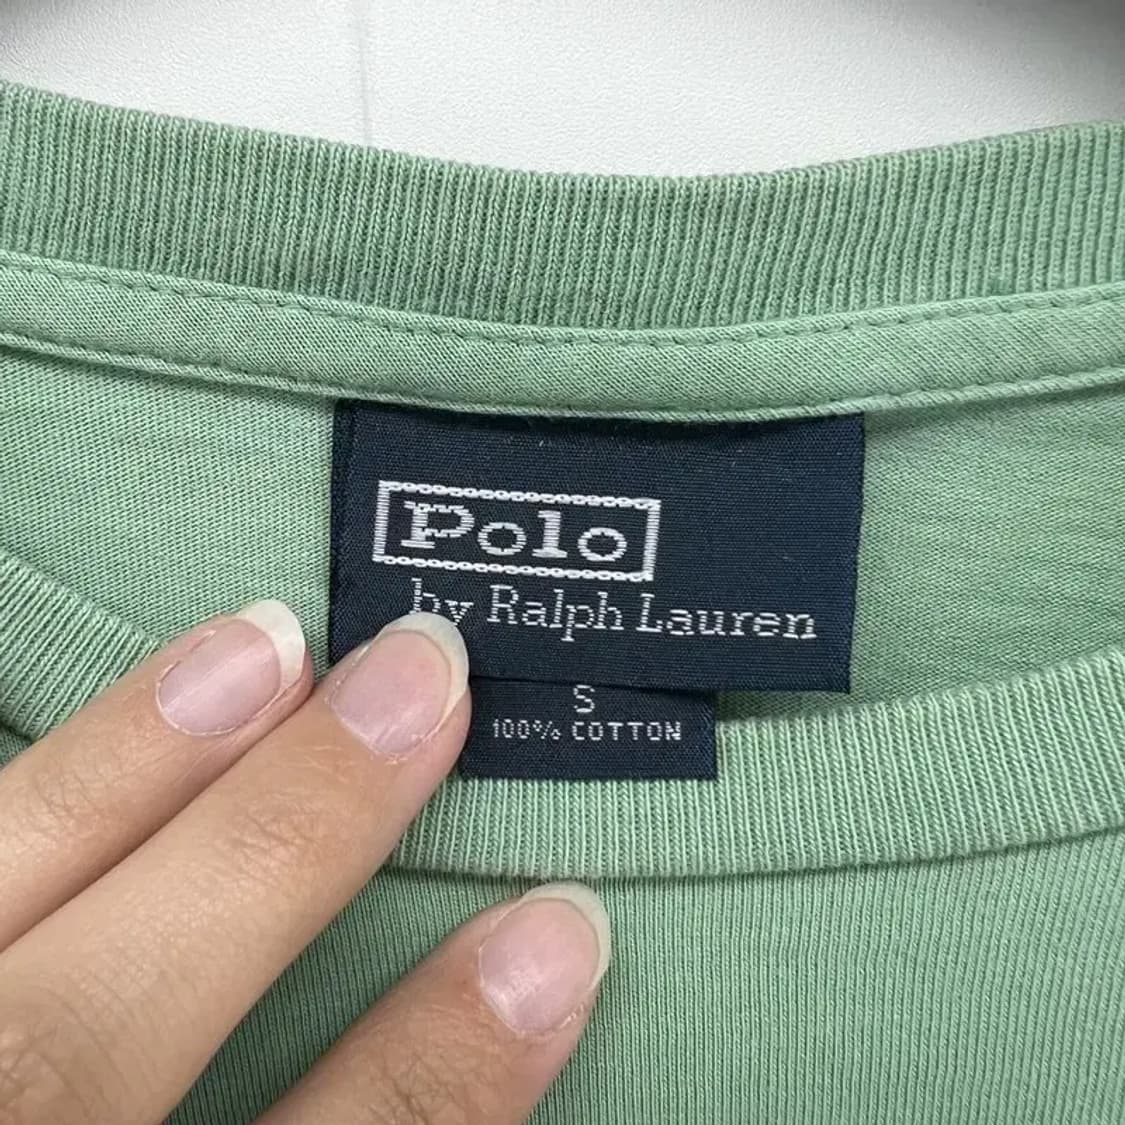 Polo
by Ralph Lauren
S
100% COTTON